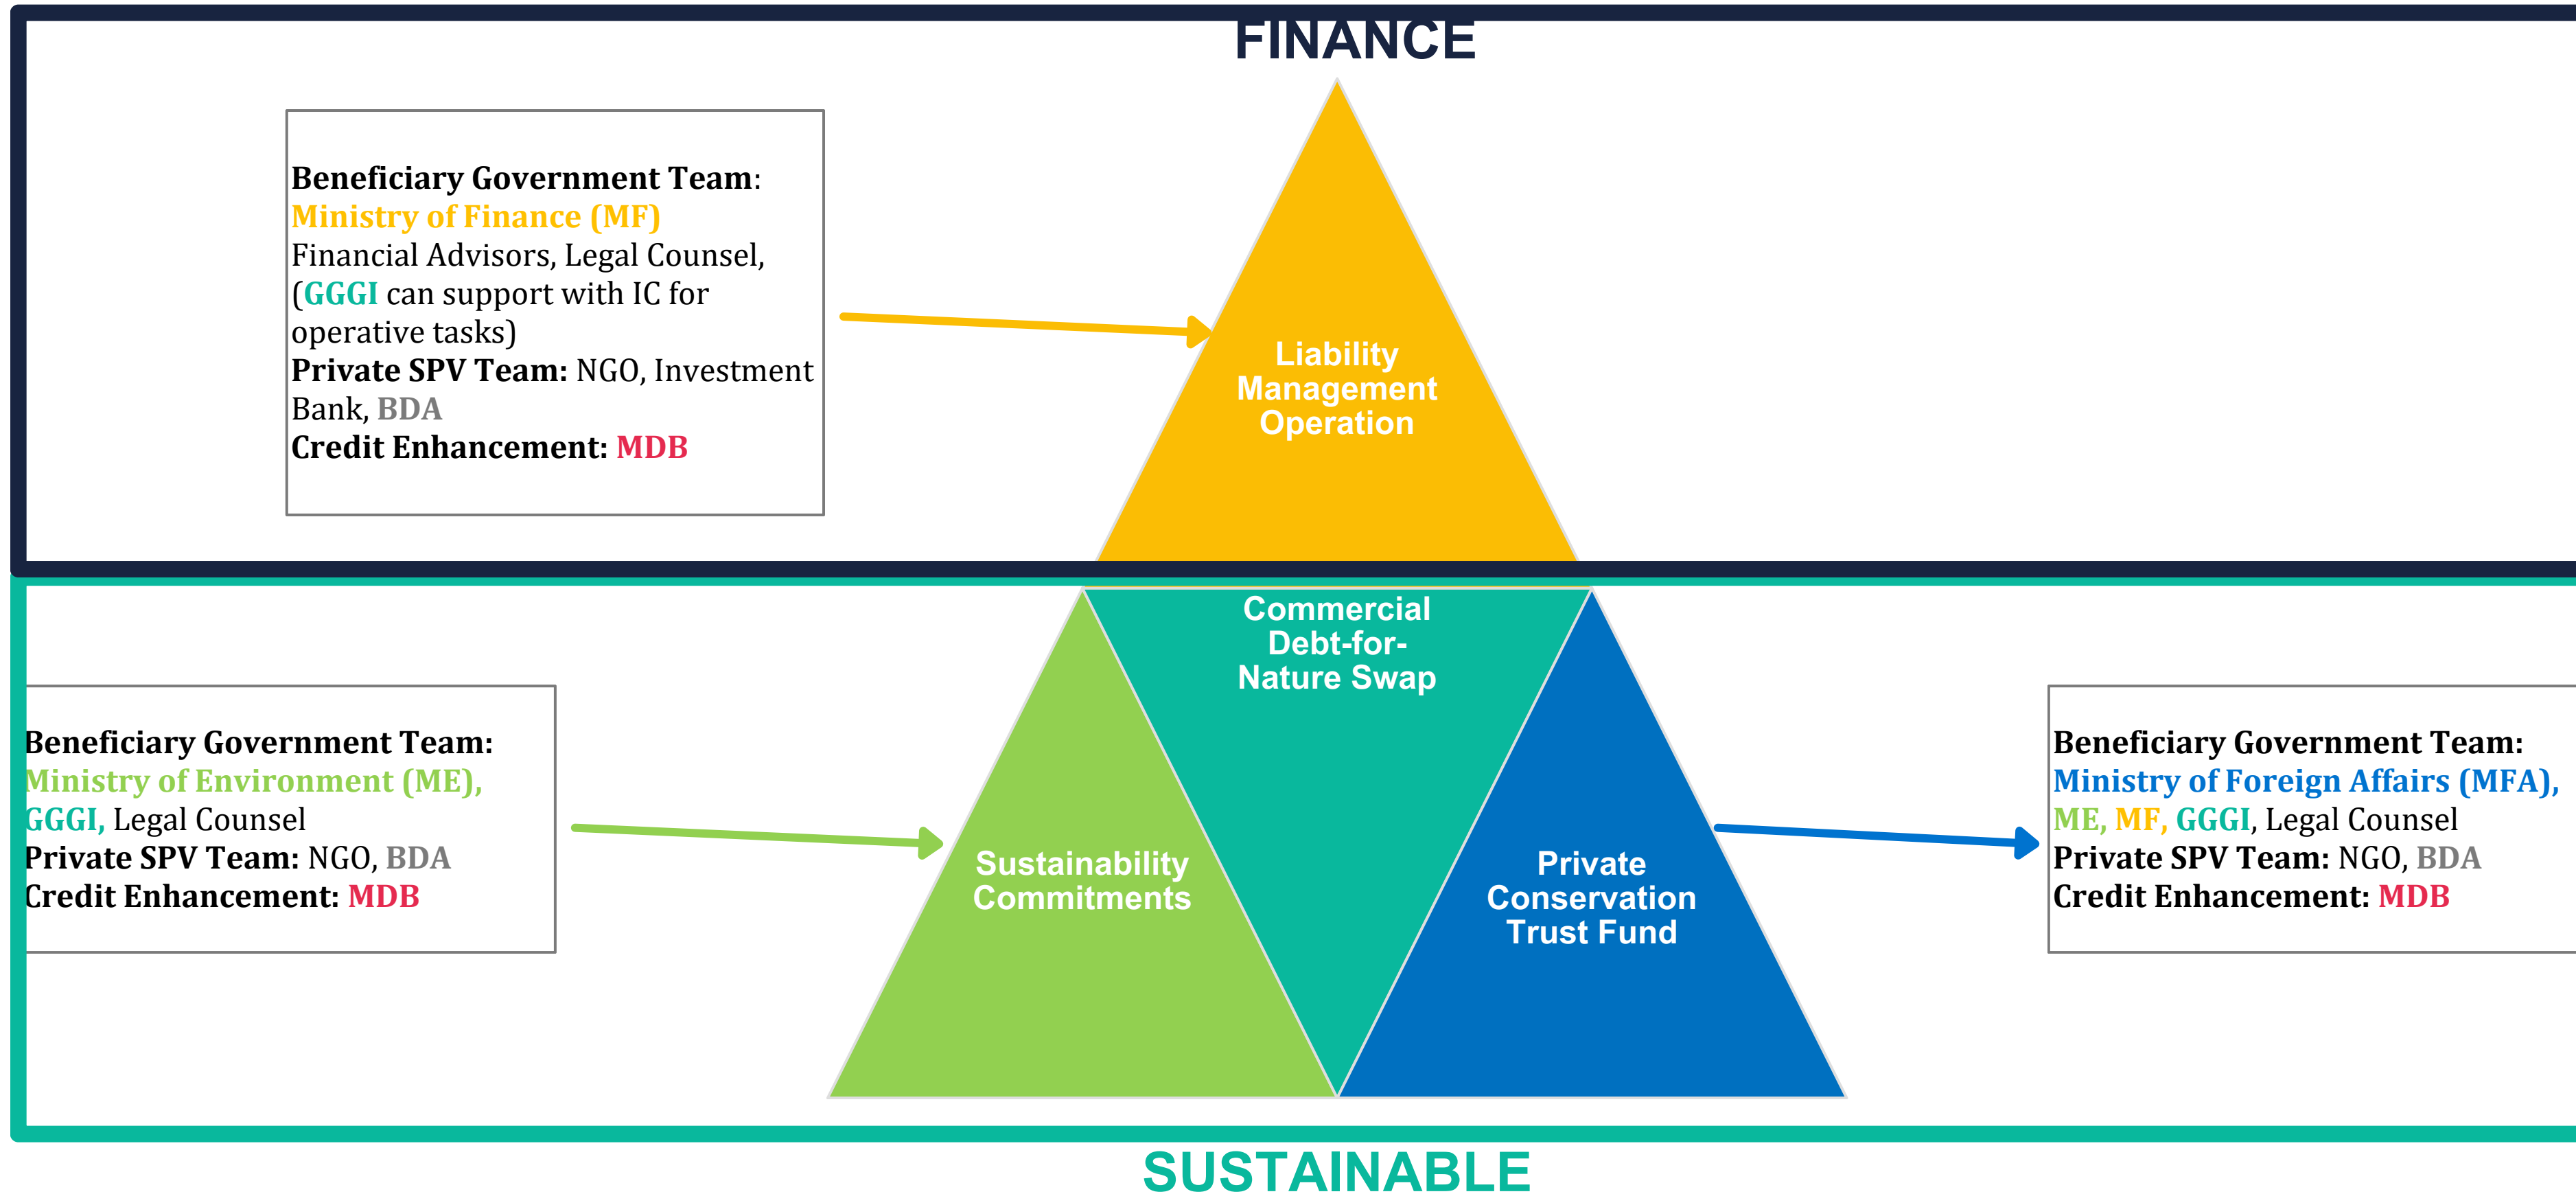 FINANCE
Beneficiary Government Team:
Ministry of Finance (MF)
Financial Advisors, Legal Counsel,
(GGGI can support with IC for
operative tasks)
Private SPV Team: NGO, Investment
Bank, BDA
Credit Enhancement: MDB
Liability
Management
Operation
Commercial
Debt-for-
Nature Swap
Beneficiary Government Team:
Ministry of Environment (ME),
GGGI, Legal Counsel
Private SPV Team: NGO, BDA
Credit Enhancement: MDB
Sustainability
Commitments
Private
Conservation
Trust Fund
Beneficiary Government Team:
Ministry of Foreign Affairs (MFA),
ME, MF, GGGI, Legal Counsel
Private SPV Team: NGO, BDA
Credit Enhancement: MDB
SUSTAINABLE